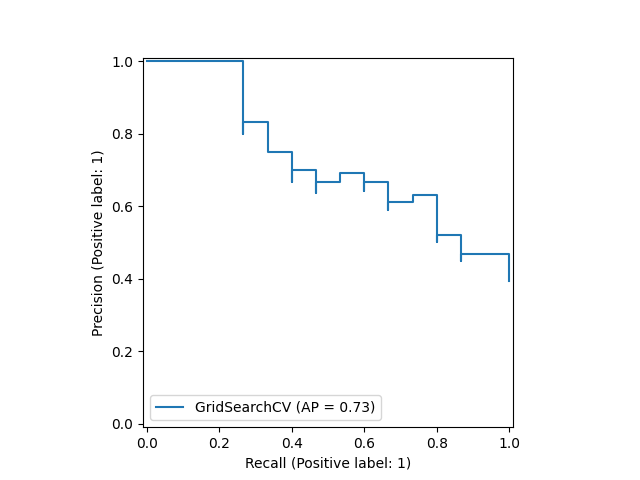 1.0
0.8
0.6
0.4
0.2
0.0
Precision (Positive label: 1)
GridSearchCV (AP = 0.73)
0.0 0.2 0.4 0.6 0.8 1.0
Recall (Positive label: 1)